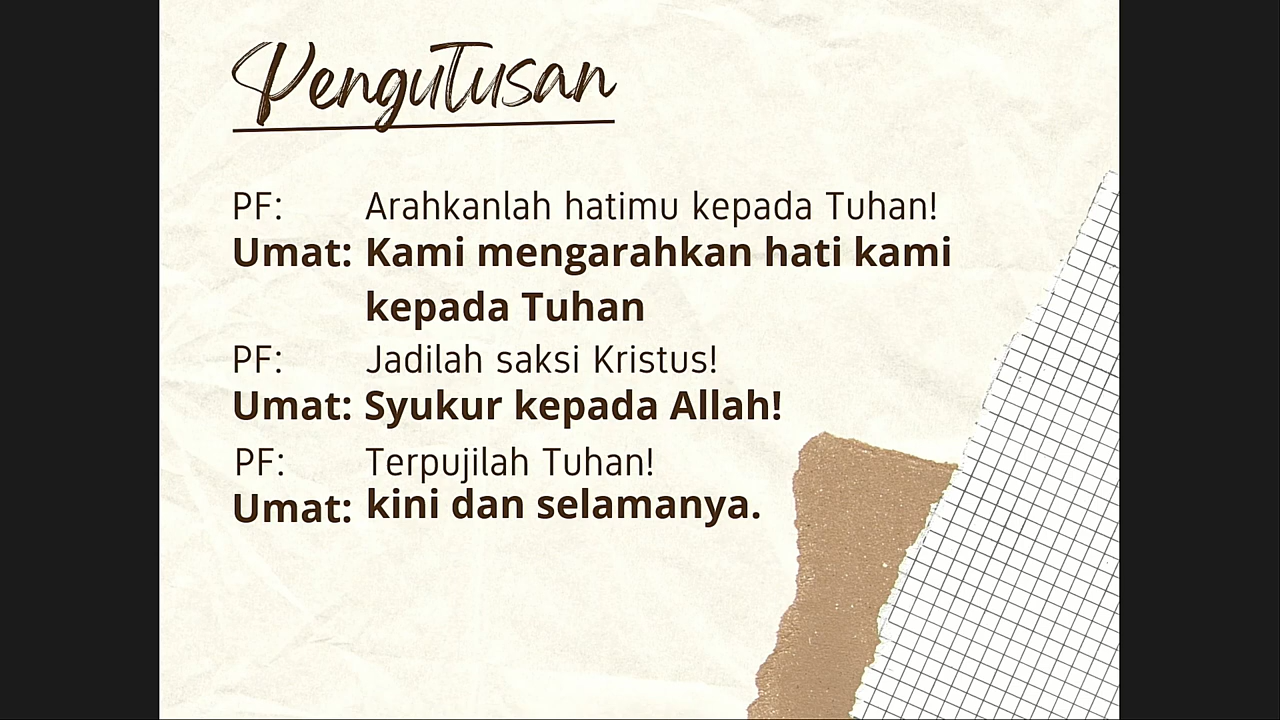 Pengutusan
PF: Arahkanlah hatimu kepada Tuhan!
Umat: Kami mengarahkan hati kami
kepada Tuhan
PF: Jadilah saksi Kristus!
Umat: Syukur kepada Allah!
PF: Terpujilah Tuhan!
Umat: kini dan selamanya.